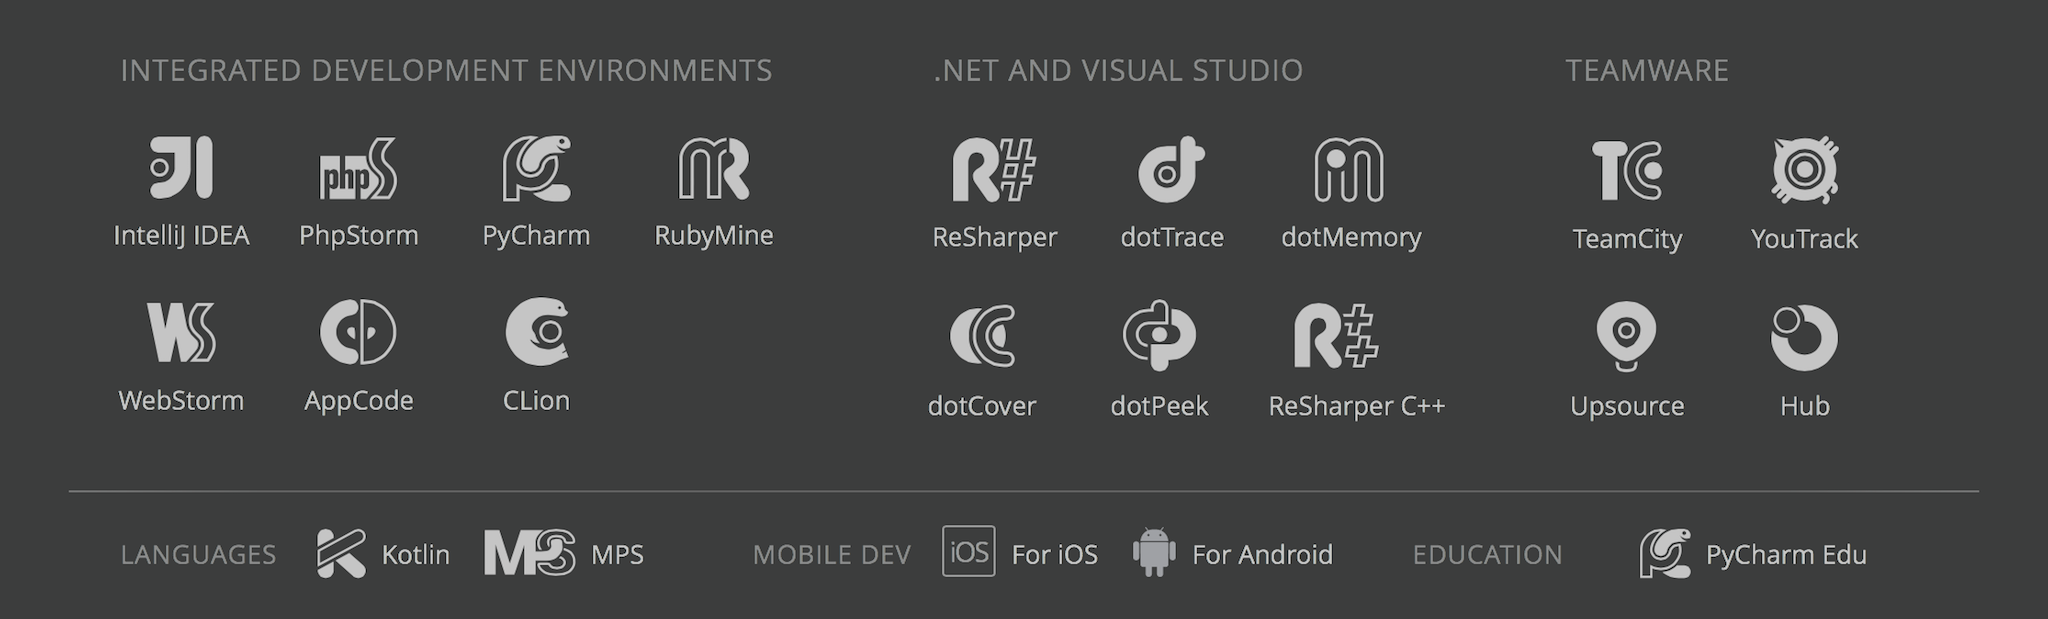 INTEGRATED DEVELOPMENT ENVIRONMENTS
IntelliJ IDEA PhpStorm PyCharm RubyMine
WebStorm AppCode CLion
.NET AND VISUAL STUDIO
ReSharper dotTrace dotMemory
dotCover dotPeek ReSharper C++
TEAMWARE
TeamCity YouTrack
Upsource Hub
LANGUAGES Kotlin MPS MOBILE DEV iOS For iOS For Android EDUCATION PyCharm Edu